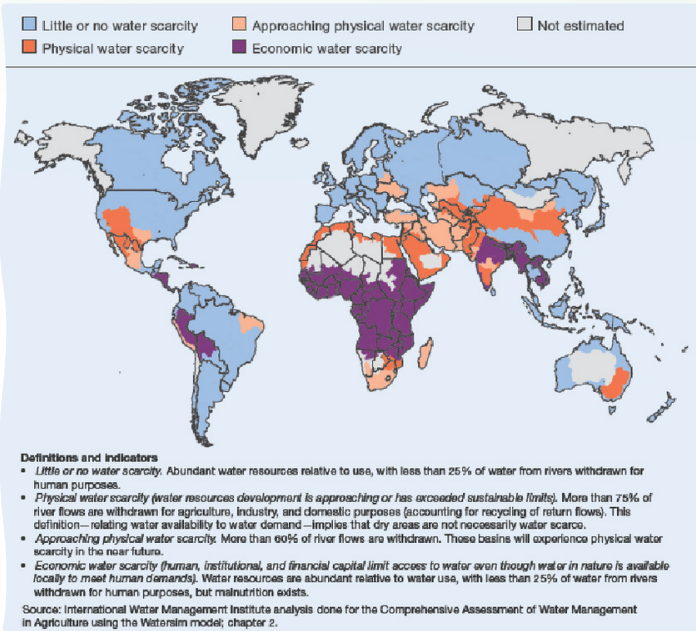 Little or no water scarcity
Approaching physical water scarcity
Not estimated
Physical water scarcity
Economic water scarcity
Definitions and indicators
• Little or no water scarcity. Abundant water resources relative to use, with less than 25% of water from rivers withdrawn for
human purposes.
• Physical water scarcity (water resources development is approaching or has exceeded sustainable limits). More than 75% of
river flows are withdrawn for agriculture, industry, and domestic purposes (accounting for recycling of return flows). This
definition—relating water availability to water demand—implies that dry areas are not necessarily water scarce.
• Approaching physical water scarcity. More than 60% of river flows are withdrawn. These basins will experience physical water
scarcity in the near future.
• Economic water scarcity (human, institutional, and financial capital limit access to water even though water in nature is available
locally to meet human demands). Water resources are abundant relative to water use, with less than 25% of water from rivers
withdrawn for human purposes, but malnutrition exists.
Source: International Water Management Institute analysis done for the Comprehensive Assessment of Water Management
in Agriculture using the Watersim model; chapter 2.